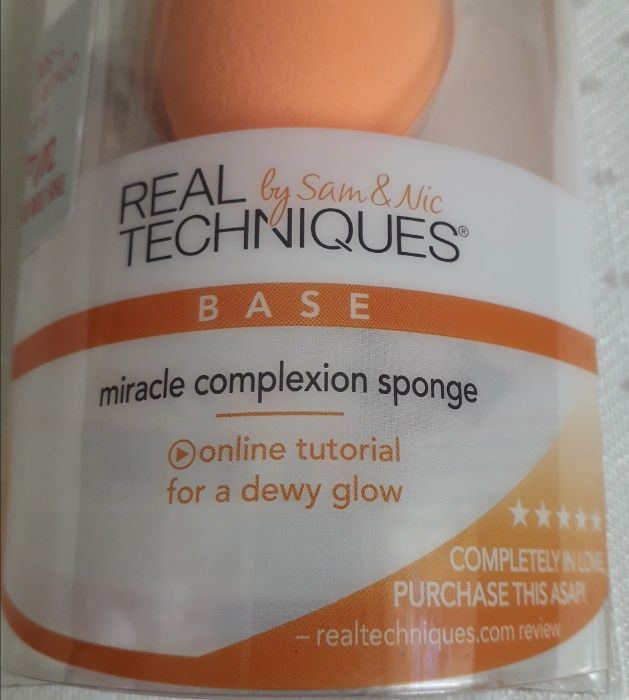 REAL by Sam & Nic
TECHNIQUES®
BASE
miracle complexion sponge
online tutorial
for a dewy glow
COMPLETELY IN LOVE
PURCHASE THIS ASAP!
– realtechniques.com review